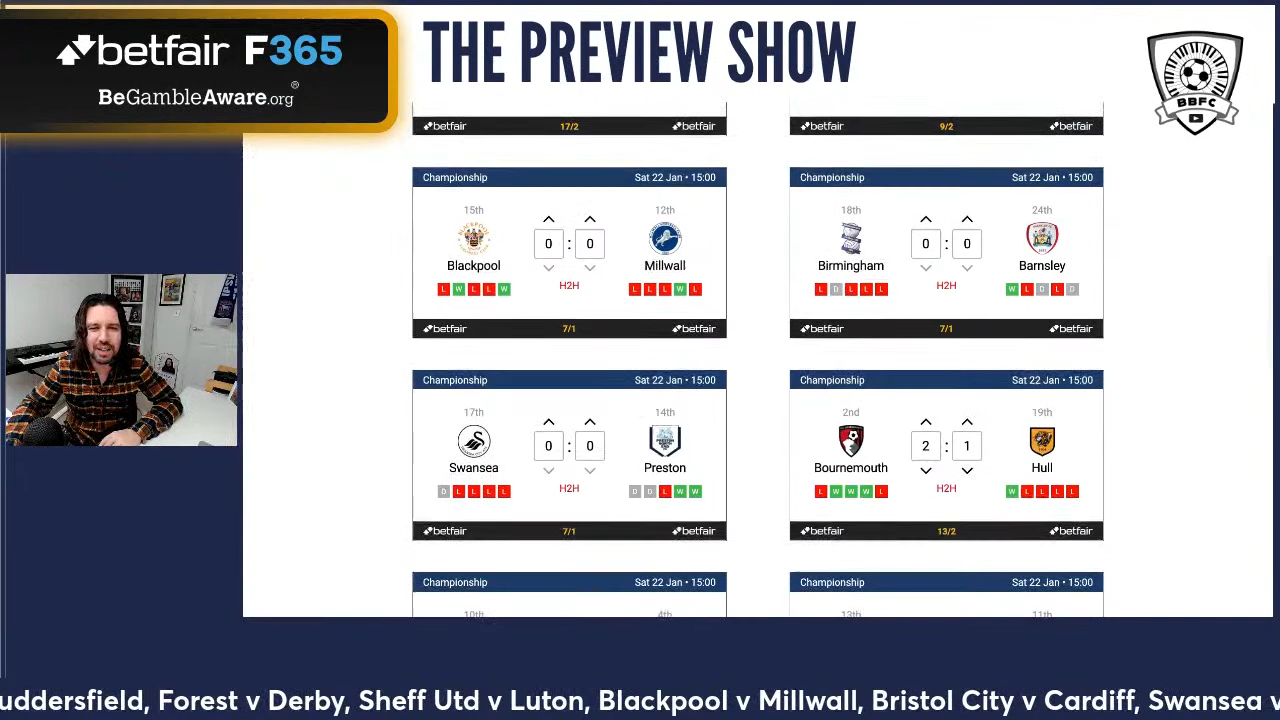 betfair F365
BeGambleAware.org®
THE PREVIEW SHOW
BBFC
betfair 17/2 betfair
betfair 9/2 betfair
Championship Sat 22 Jan • 15:00
15th 12th
BLACKPOOL
0 : 0
Blackpool Millwall
L W L L W H2H L L L W L
betfair 7/1 betfair
Championship Sat 22 Jan • 15:00
18th 24th
0 : 0
Birmingham Barnsley
L D L L L H2H W L D L D
betfair 7/1 betfair
Championship Sat 22 Jan • 15:00
17th 14th
0 : 0
Swansea Preston
D L L L L H2H D D L W W
betfair 7/1 betfair
Championship Sat 22 Jan • 15:00
2nd 19th
2 : 1
Bournemouth Hull
L W W W L H2H W L L L L
betfair 13/2 betfair
Championship Sat 22 Jan • 15:00
10th 4th
Championship Sat 22 Jan • 15:00
13th 11th
uddersfield, Forest v Derby, Sheff Utd v Luton, Blackpool v Millwall, Bristol City v Cardiff, Swansea v